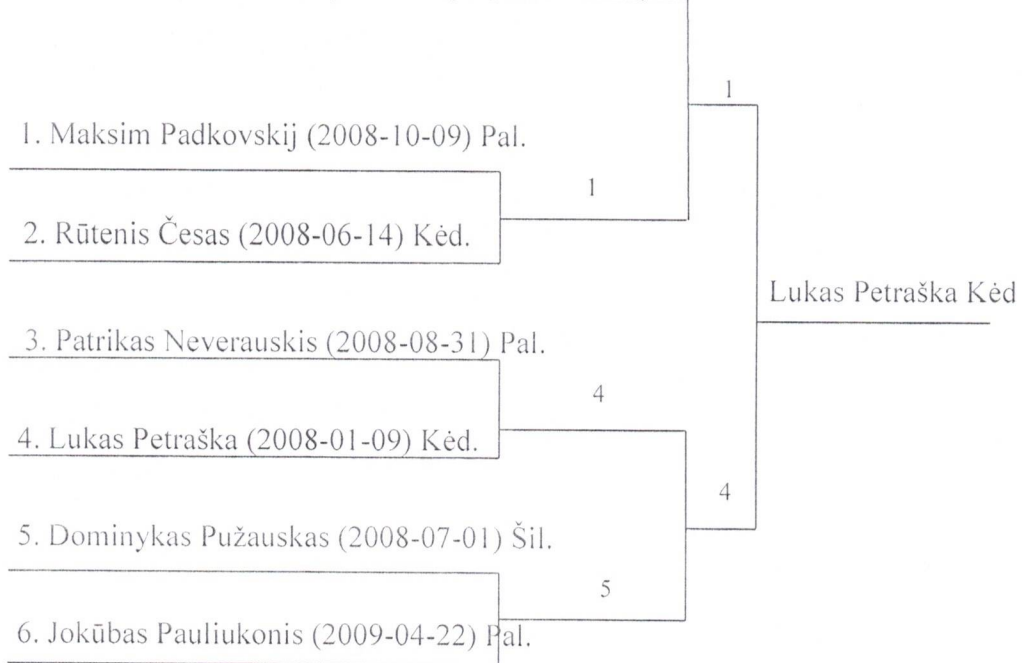 1
1. Maksim Padkovskij (2008-10-09) Pal.
1
2. Rūtenis Česas (2008-06-14) Kėd.
Lukas Petraška Kėd
3. Patrikas Neverauskis (2008-08-31) Pal.
4
4. Lukas Petraška (2008-01-09) Kėd.
4
5. Dominykas Pužauskas (2008-07-01) Šil.
5
6. Jokūbas Pauliukonis (2009-04-22) Pal.